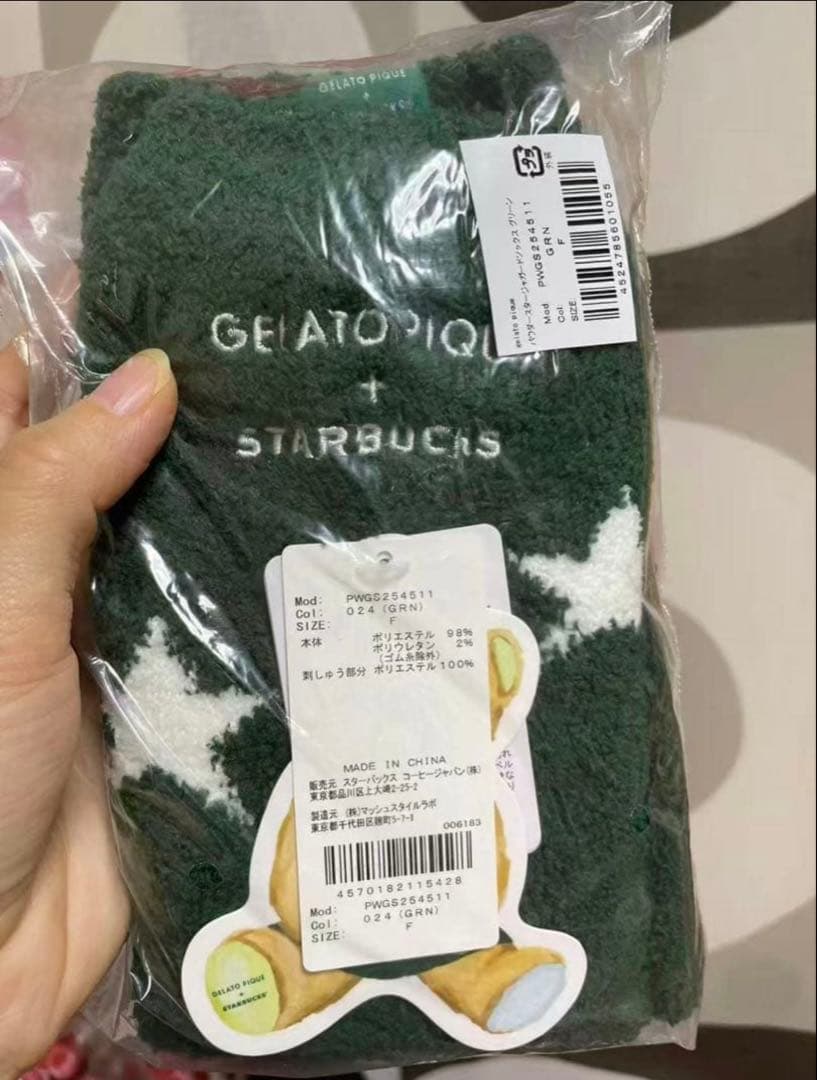 GELATO PIQUE
+
プラ
外装
gelato pique
パウダースタージャガードソックス グリーン
Mod: PWGS254511
Col: GRN
SIZE F
4524785601055
GELATO PIQU
+
STARBUCKS
Mod: PWGS254511
Col: 024 (GRN)
SIZE: F
本体 ポリエステル 98%
ポリウレタン 2%
(ゴム糸除外)
刺しゅう部分 ポリエステル100%
MADE IN CHINA
販売元 スターバックス コーヒージャパン(株)
東京都品川区上大崎2-25-2
製造元 (株)マッシュスタイルラボ
東京都千代田区麹町5-7-1
006183
4570182115428
Mod: PWGS254511
Col: 024 (GRN)
SIZE: F
GELATO PIQUE
+
STARBUCKS